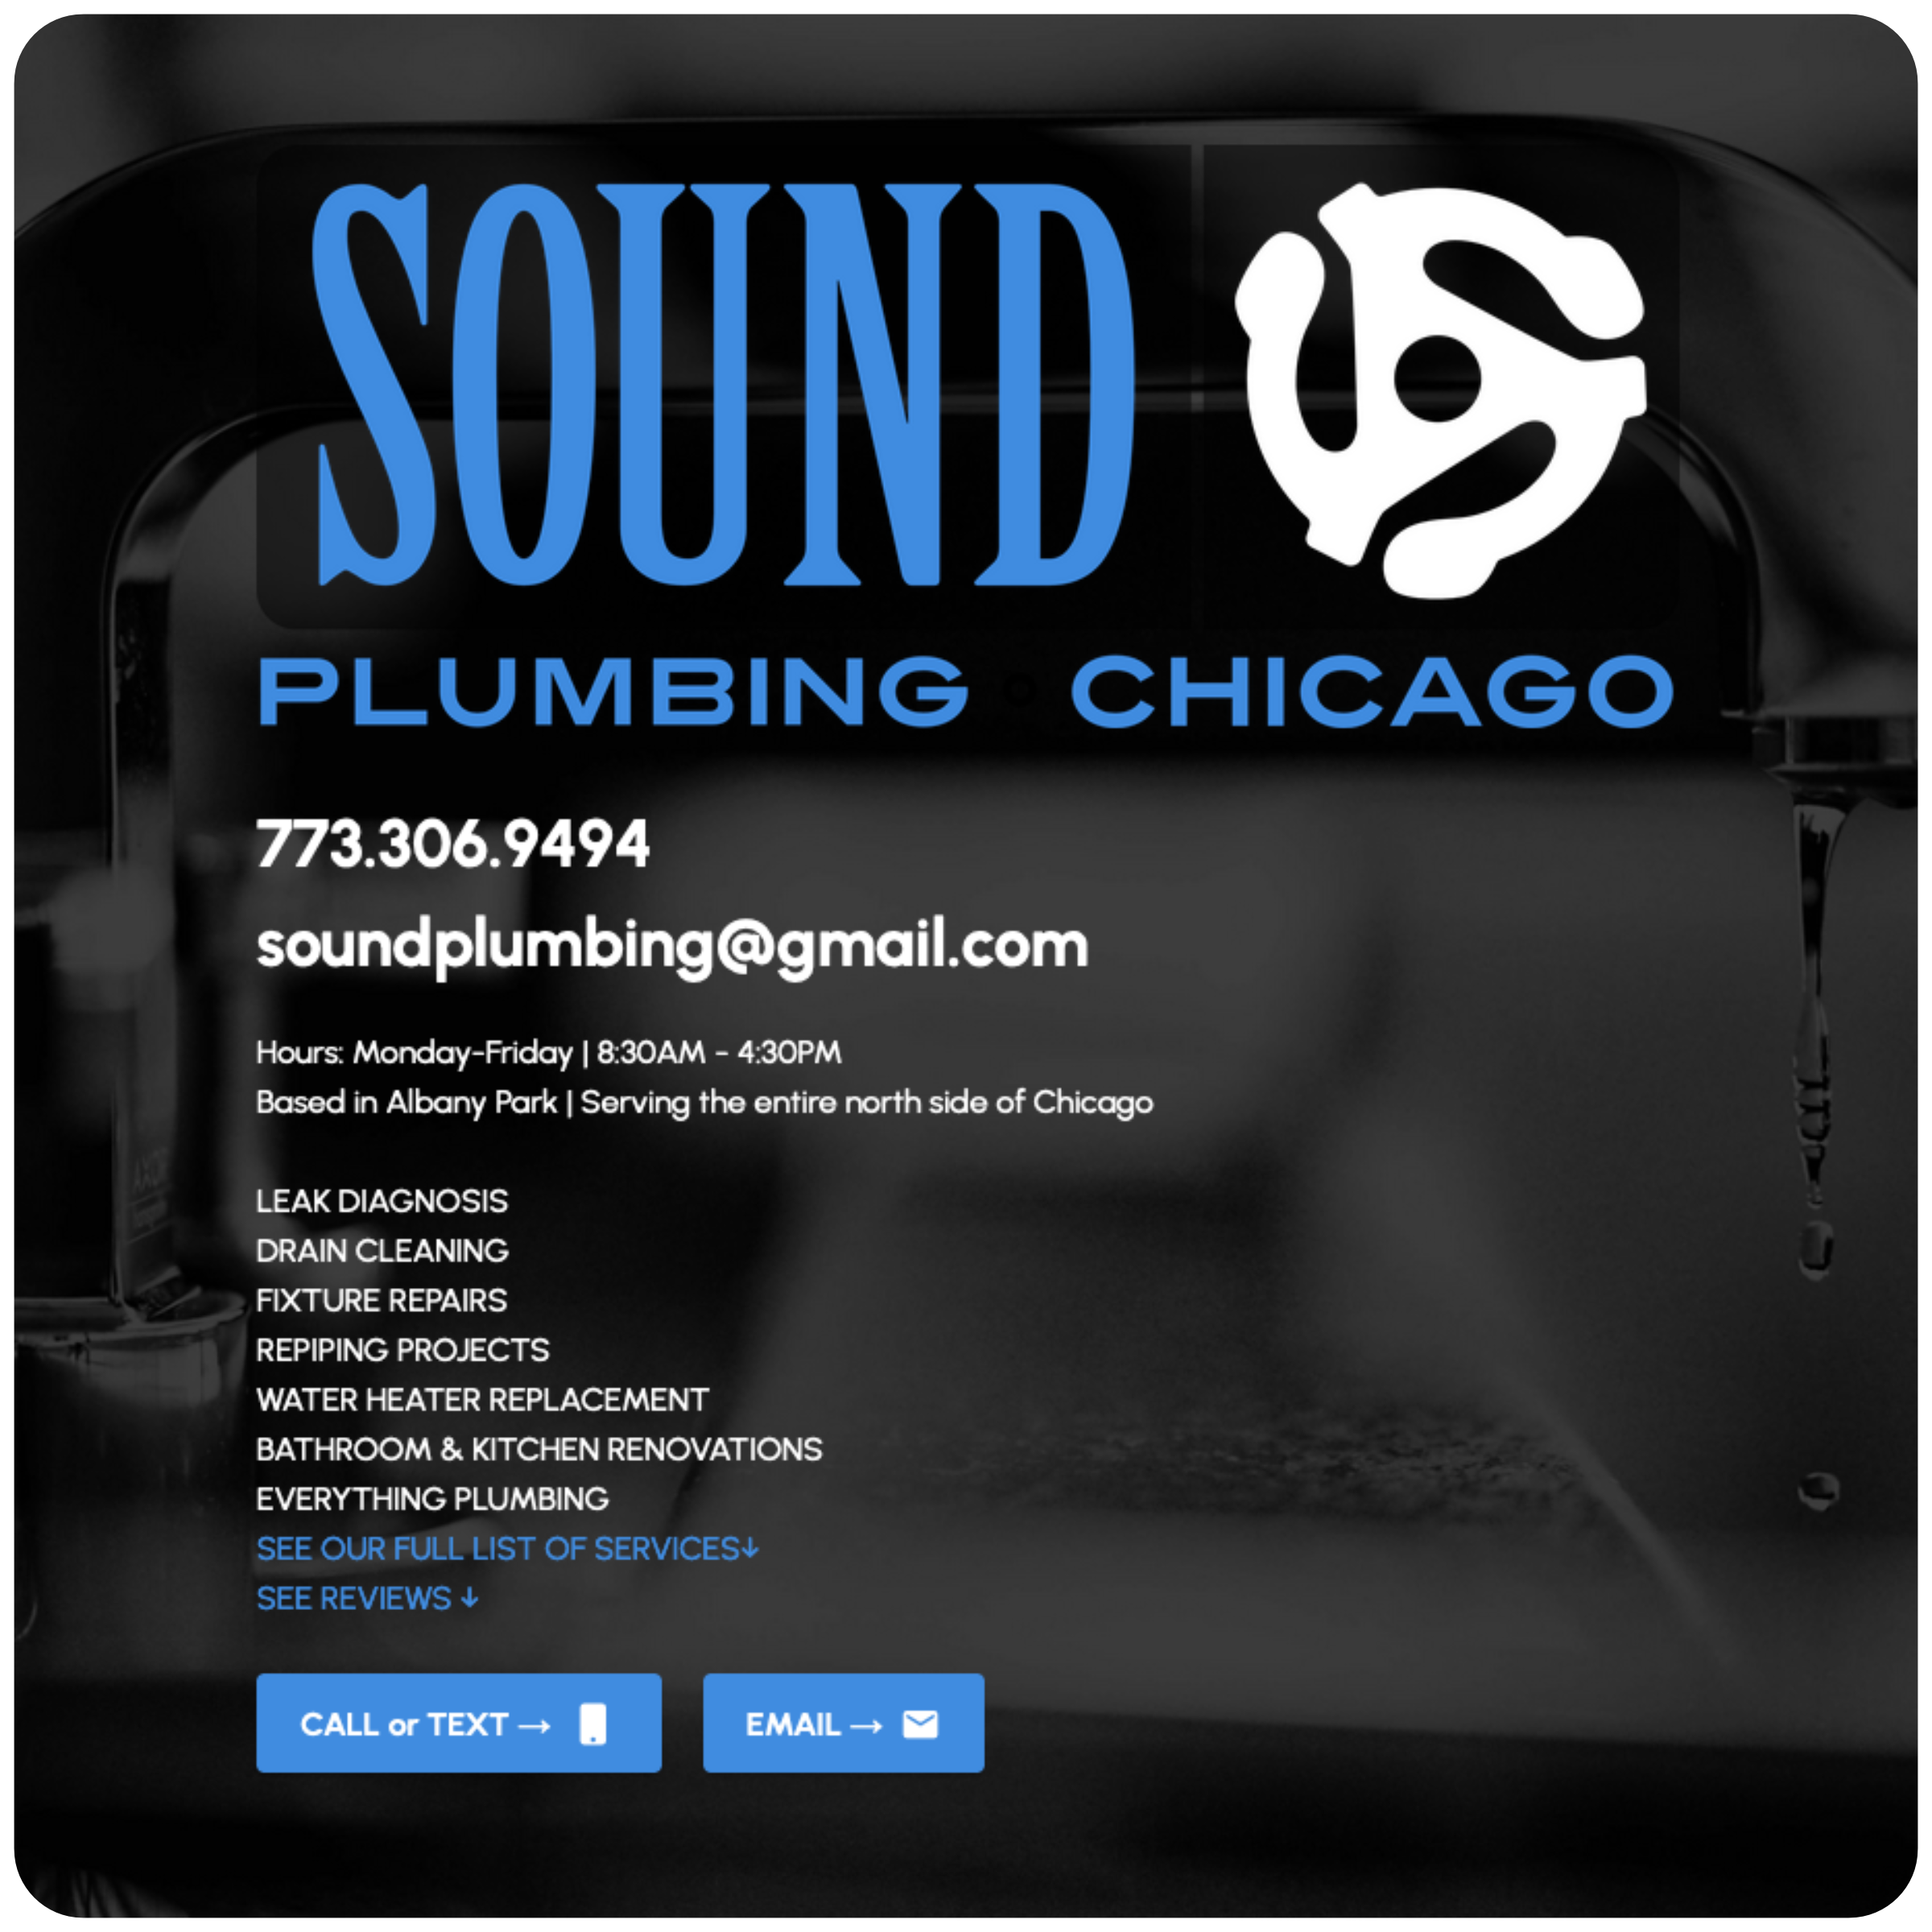 SOUND
PLUMBING CHICAGO
773.306.9494
soundplumbing@gmail.com
Hours: Monday-Friday | 8:30AM - 4:30PM
Based in Albany Park | Serving the entire north side of Chicago
LEAK DIAGNOSIS
DRAIN CLEANING
FIXTURE REPAIRS
REPIPING PROJECTS
WATER HEATER REPLACEMENT
BATHROOM & KITCHEN RENOVATIONS
EVERYTHING PLUMBING
SEE OUR FULL LIST OF SERVICES↓
SEE REVIEWS ↓
CALL or TEXT →
EMAIL →